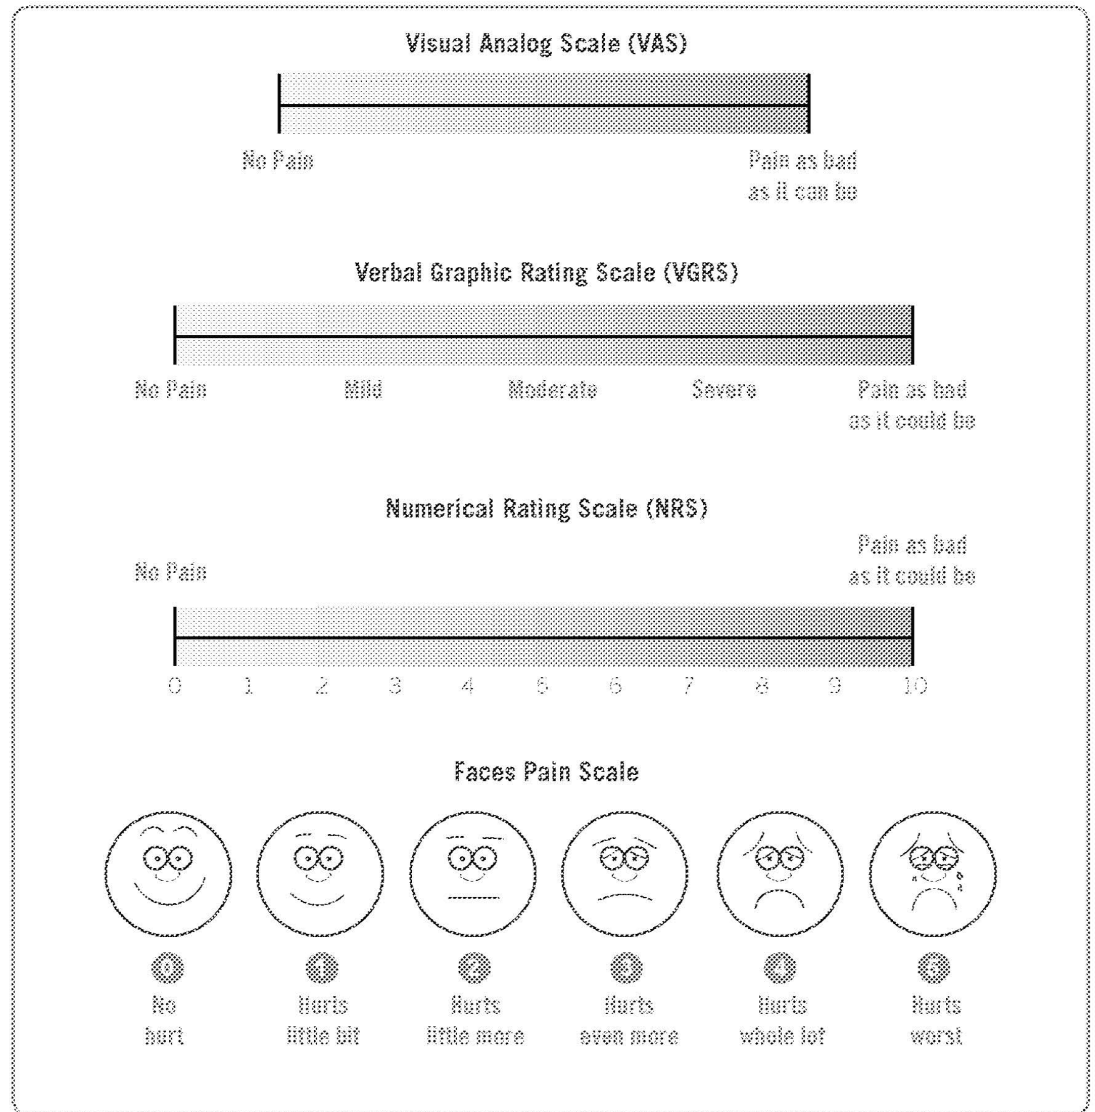 Visual Analog Scale (VAS)
No Pain
Pain as bad
as it can be
Verbal Graphic Rating Scale (VGRS)
No Pain Mild Moderate Severe Pain as bad
as it could be
Numerical Rating Scale (NRS)
Pain as bad
No Pain as it could be
0 1 2 3 4 5 6 7 8 9 10
Faces Pain Scale
0 1 2 3 4 5
No Hurts Hurts Hurts Hurts Hurts
hurt little bit little more even more whole lot worst